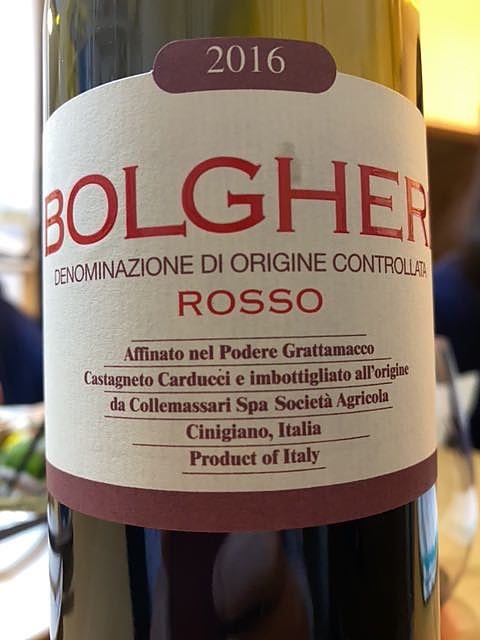 2016
BOLGHERI
DENOMINAZIONE DI ORIGINE CONTROLLATA
ROSSO
Affinato nel Podere Grattamacco
Castagneto Carducci e imbottigliato all'origine
da Collemassari Spa Società Agricola
Cinigiano, Italia
Product of Italy